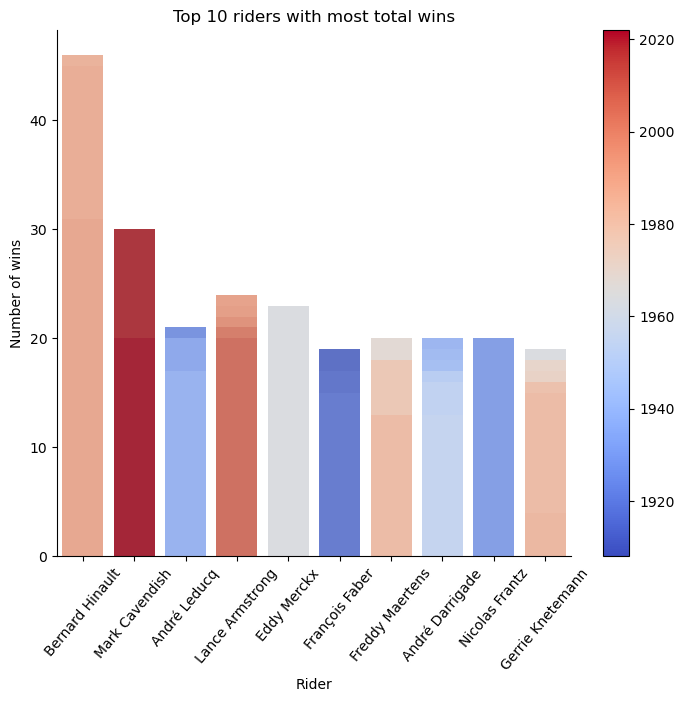 Top 10 riders with most total wins
Number of wins
40
30
20
10
0
Bernard Hinault
Mark Cavendish
André Leducq
Lance Armstrong
Eddy Merckx
François Faber
Freddy Maertens
André Darrigade
Nicolas Frantz
Gerrie Knetemann
Rider
2020
2000
1980
1960
1940
1920